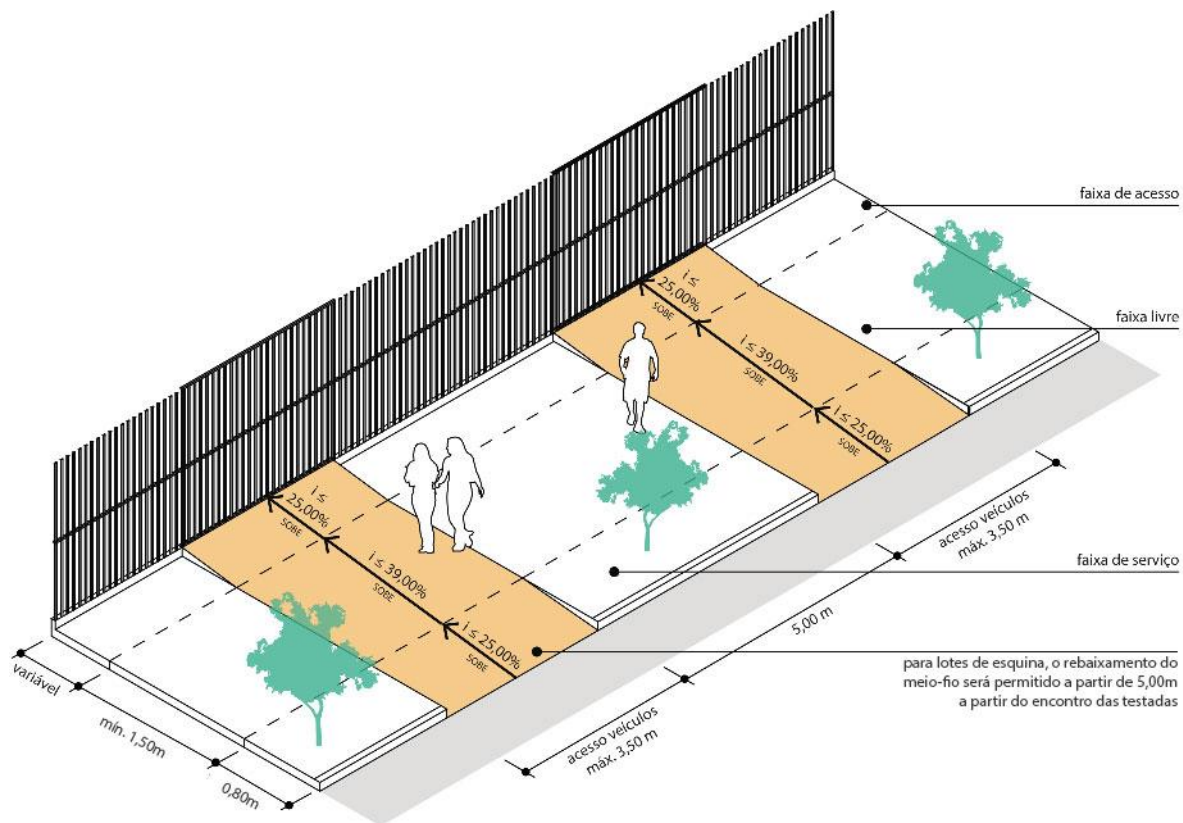 faixa de acesso
faixa livre
i ≤
25,00%
SOBE
i ≤ 39,00%
SOBE
i ≤ 25,00%
SOBE
i ≤
25,00%
SOBE
i ≤ 39,00%
SOBE
i ≤ 25,00%
SOBE
acesso veículos
máx. 3,50 m
faixa de serviço
5,00 m
para lotes de esquina, o rebaixamento do
meio-fio será permitido a partir de 5,00m
a partir do encontro das testadas
acesso veículos
máx. 3,50 m
variável
mín. 1,50m
0,80m